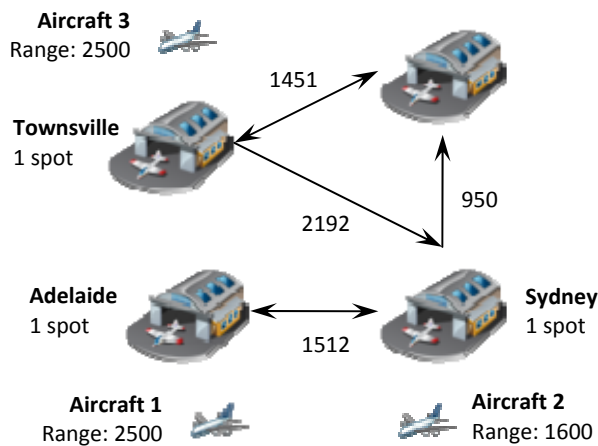 Aircraft 3
Range: 2500
1451
Townsville
1 spot
950
2192
Adelaide
1 spot
Sydney
1 spot
1512
Aircraft 1
Range: 2500
Aircraft 2
Range: 1600